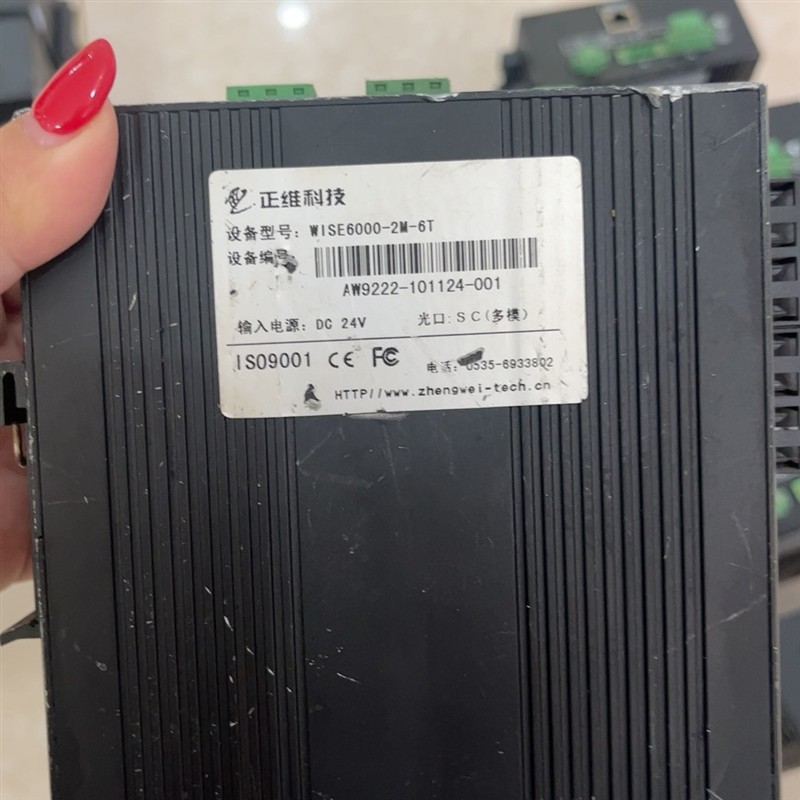 正维科技
设备型号: WISE6000-2M-6T
设备编号
AW9222-101124-001
输入电源: DC 24V 光口: SC(多模)
ISO9001 CE FC 电话: 0535-6933802
HTTP//www.zhengwei-tech.cn